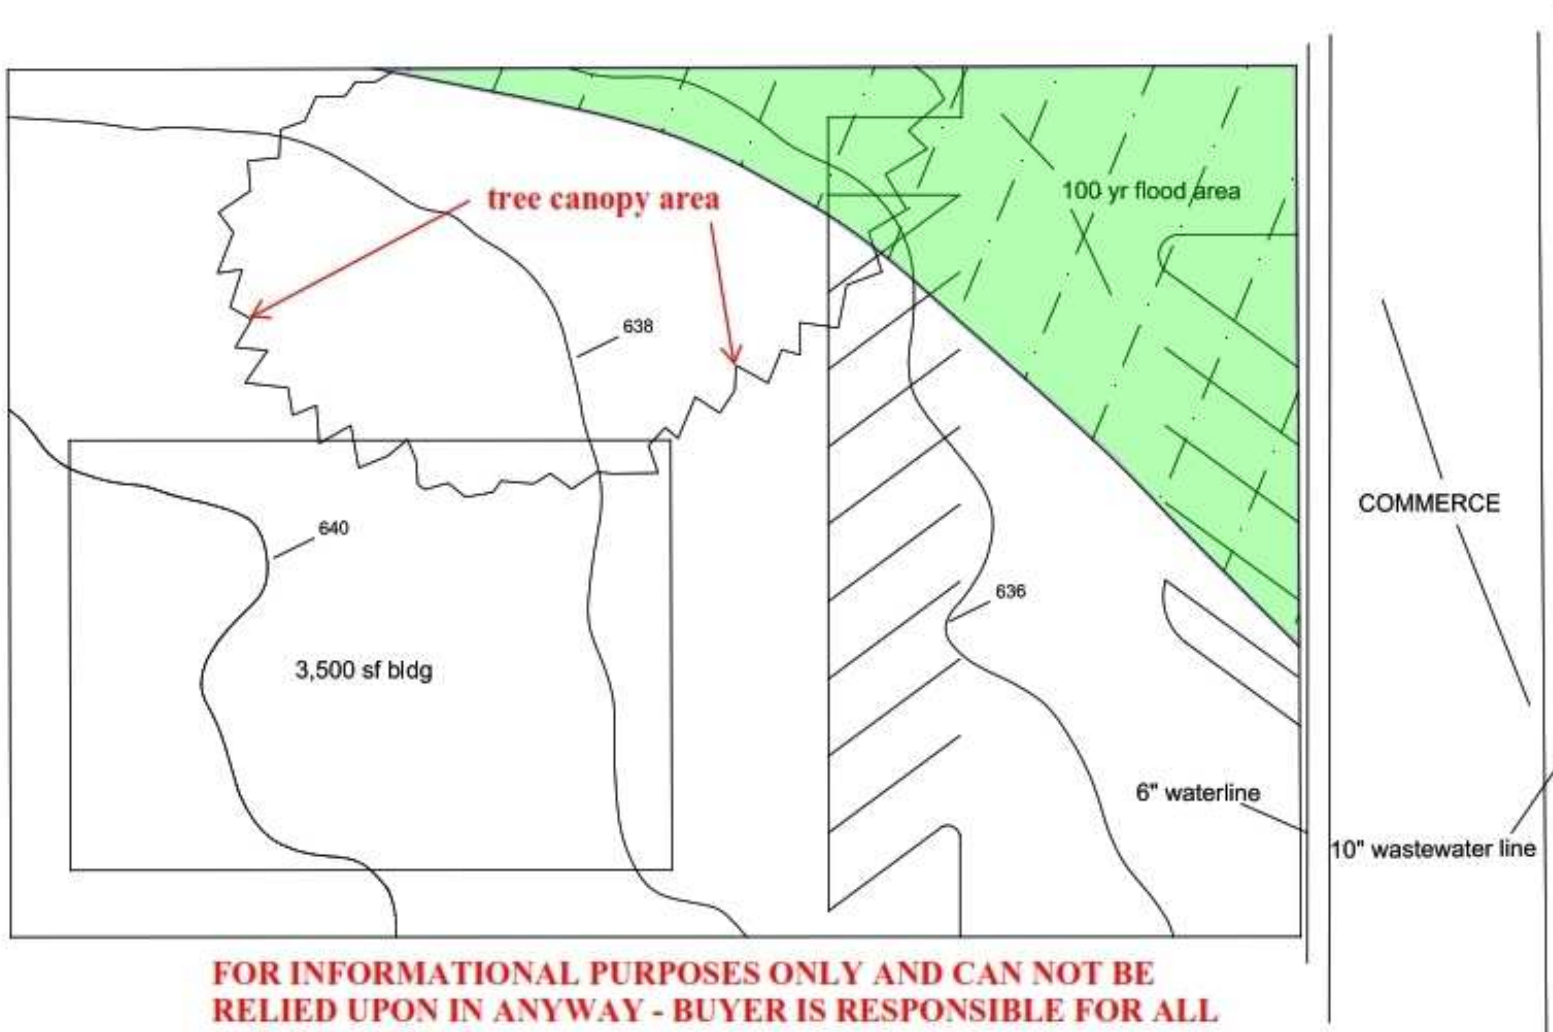 100 yr flood area
tree canopy area
638
COMMERCE
640
636
3,500 sf bldg
6" waterline
10" wastewater line
FOR INFORMATIONAL PURPOSES ONLY AND CAN NOT BE
RELIED UPON IN ANYWAY - BUYER IS RESPONSIBLE FOR ALL